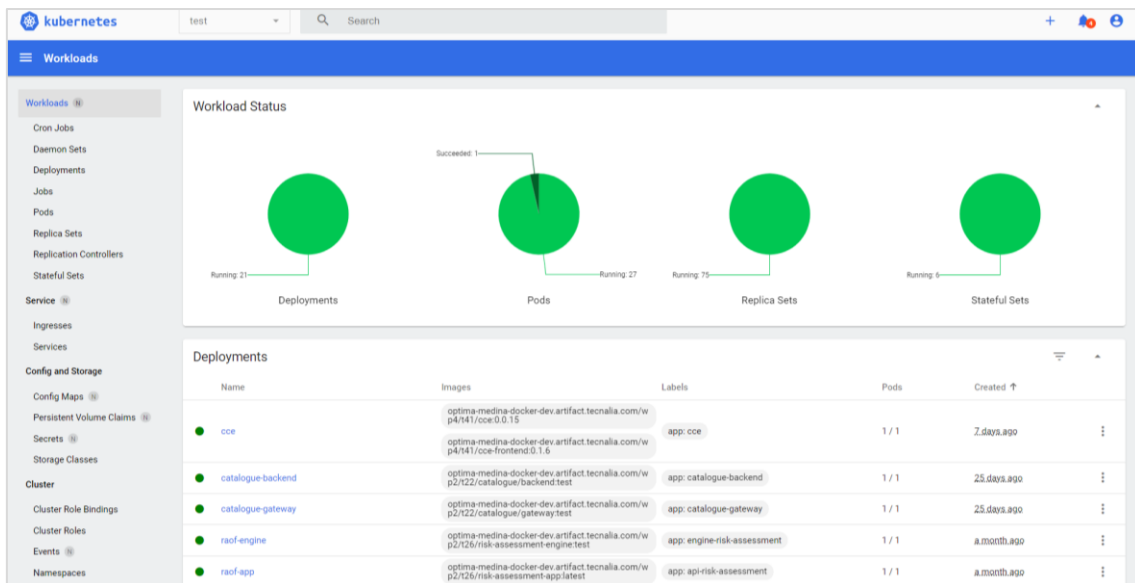 kubernetes
test
Search
4
Workloads
Workloads N
Cron Jobs
Daemon Sets
Deployments
Jobs
Pods
Replica Sets
Replication Controllers
Stateful Sets
Service N
Ingresses
Services
Config and Storage
Config Maps N
Persistent Volume Claims N
Secrets N
Storage Classes
Cluster
Cluster Role Bindings
Cluster Roles
Events N
Namespaces
Workload Status
Succeeded: 1
Running: 21
Running: 27
Running: 75
Running: 6
Deployments
Pods
Replica Sets
Stateful Sets
Deployments
Name Images Labels Pods Created
optima-medina-docker-dev.artifact.tecnalia.com/w
p4/t41/cce:0.0.15
cce app: cce 1 / 1 7 days ago
optima-medina-docker-dev.artifact.tecnalia.com/w
p4/t41/cce-frontend:0.1.6
catalogue-backend optima-medina-docker-dev.artifact.tecnalia.com/w app: catalogue-backend 1 / 1 25 days ago
p2/t22/catalogue/backend:test
catalogue-gateway optima-medina-docker-dev.artifact.tecnalia.com/w app: catalogue-gateway 1 / 1 25 days ago
p2/t22/catalogue/gateway:test
raof-engine optima-medina-docker-dev.artifact.tecnalia.com/w app: engine-risk-assessment 1 / 1 a month ago
p2/t26/risk-assessment-engine:test
raof-app optima-medina-docker-dev.artifact.tecnalia.com/w app: api-risk-assessment 1 / 1 a month ago
p2/t26/risk-assessment-app:latest